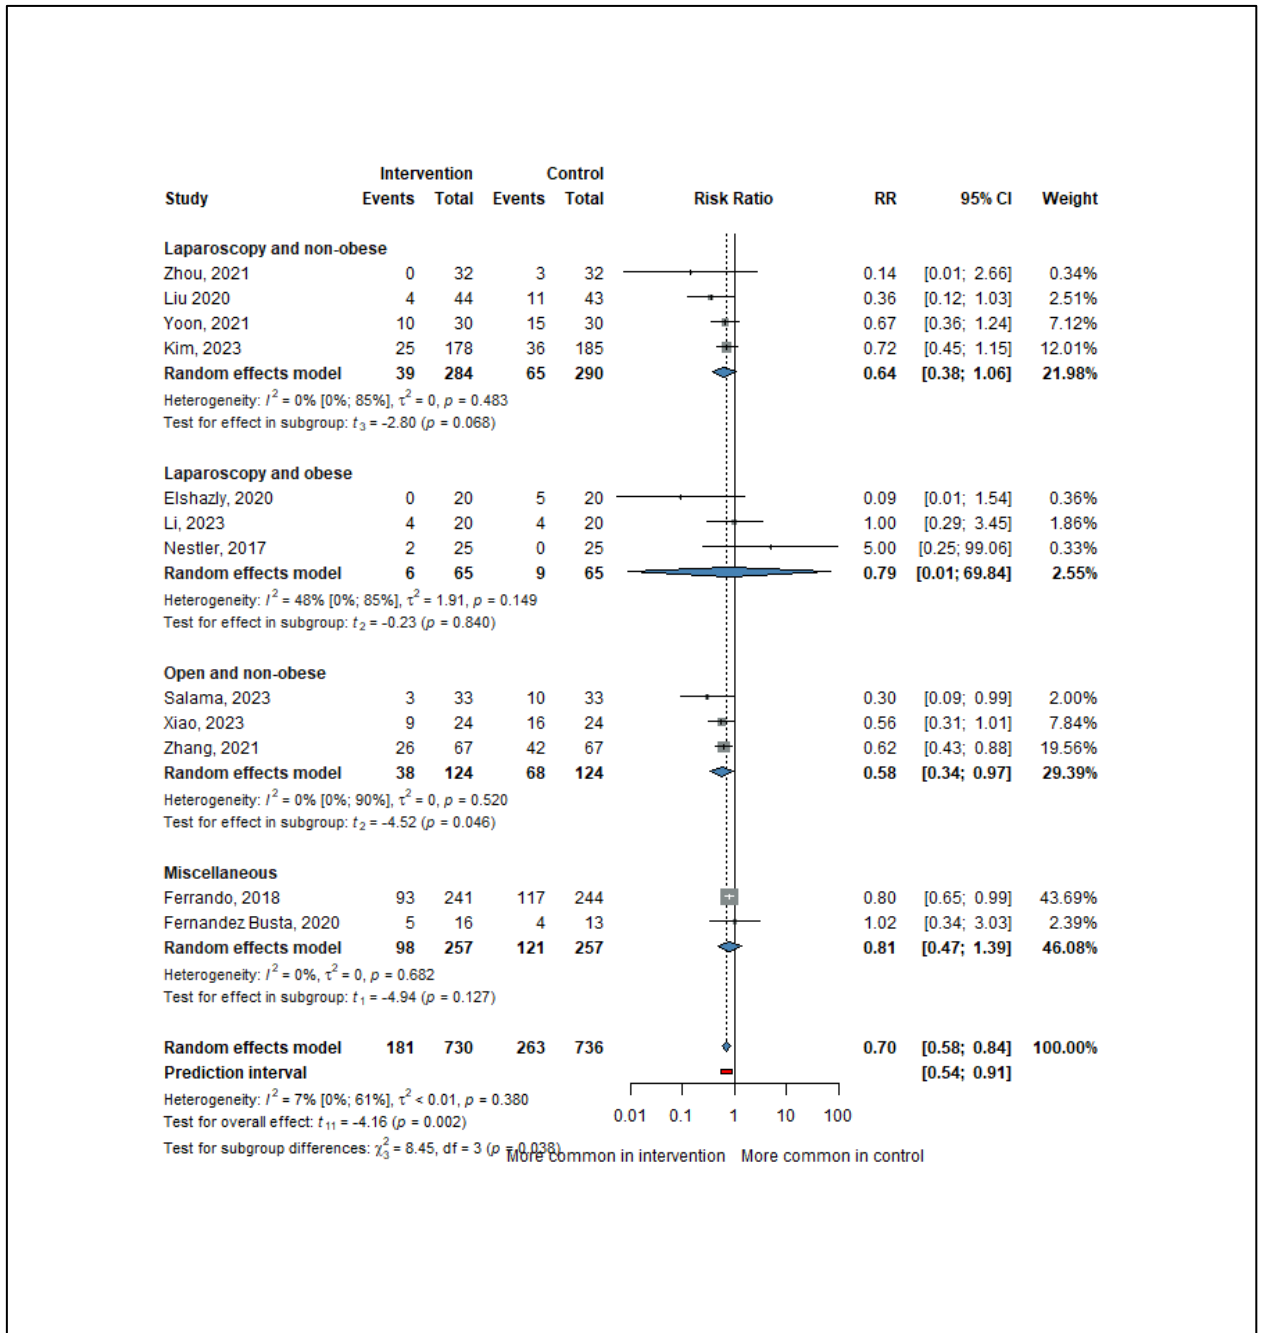 Intervention Control
Study Events Total Events Total Risk Ratio RR 95% CI Weight
Laparoscopy and non-obese
Zhou, 2021 0 32 3 32 0.14 [0.01; 2.66] 0.34%
Liu 2020 4 44 11 43 0.36 [0.12; 1.03] 2.51%
Yoon, 2021 10 30 15 30 0.67 [0.36; 1.24] 7.12%
Kim, 2023 25 178 36 185 0.72 [0.45; 1.15] 12.01%
Random effects model 39 284 65 290 0.64 [0.38; 1.06] 21.98%
Heterogeneity: I² = 0% [0%; 85%], τ² = 0, p = 0.483
Test for effect in subgroup: t₃ = -2.80 (p = 0.068)
Laparoscopy and obese
Elshazly, 2020 0 20 5 20 0.09 [0.01; 1.54] 0.36%
Li, 2023 4 20 4 20 1.00 [0.29; 3.45] 1.86%
Nestler, 2017 2 25 0 25 5.00 [0.25; 99.06] 0.33%
Random effects model 6 65 9 65 0.79 [0.01; 69.84] 2.55%
Heterogeneity: I² = 48% [0%; 85%], τ² = 1.91, p = 0.149
Test for effect in subgroup: t₂ = -0.23 (p = 0.840)
Open and non-obese
Salama, 2023 3 33 10 33 0.30 [0.09; 0.99] 2.00%
Xiao, 2023 9 24 16 24 0.56 [0.31; 1.01] 7.84%
Zhang, 2021 26 67 42 67 0.62 [0.43; 0.88] 19.56%
Random effects model 38 124 68 124 0.58 [0.34; 0.97] 29.39%
Heterogeneity: I² = 0% [0%; 90%], τ² = 0, p = 0.520
Test for effect in subgroup: t₂ = -4.52 (p = 0.046)
Miscellaneous
Ferrando, 2018 93 241 117 244 0.80 [0.65; 0.99] 43.69%
Fernandez Busta, 2020 5 16 4 13 1.02 [0.34; 3.03] 2.39%
Random effects model 98 257 121 257 0.81 [0.47; 1.39] 46.08%
Heterogeneity: I² = 0%, τ² = 0, p = 0.682
Test for effect in subgroup: t₁ = -4.94 (p = 0.127)
Random effects model 181 730 263 736 0.70 [0.58; 0.84] 100.00%
Prediction interval [0.54; 0.91]
Heterogeneity: I² = 7% [0%; 61%], τ² < 0.01, p = 0.380
0.01 0.1 1 10 100
Test for overall effect: t₁₁ = -4.16 (p = 0.002)
Test for subgroup differences: χ²₃ = 8.45, df = 3 (p = 0.038)
More common in intervention More common in control